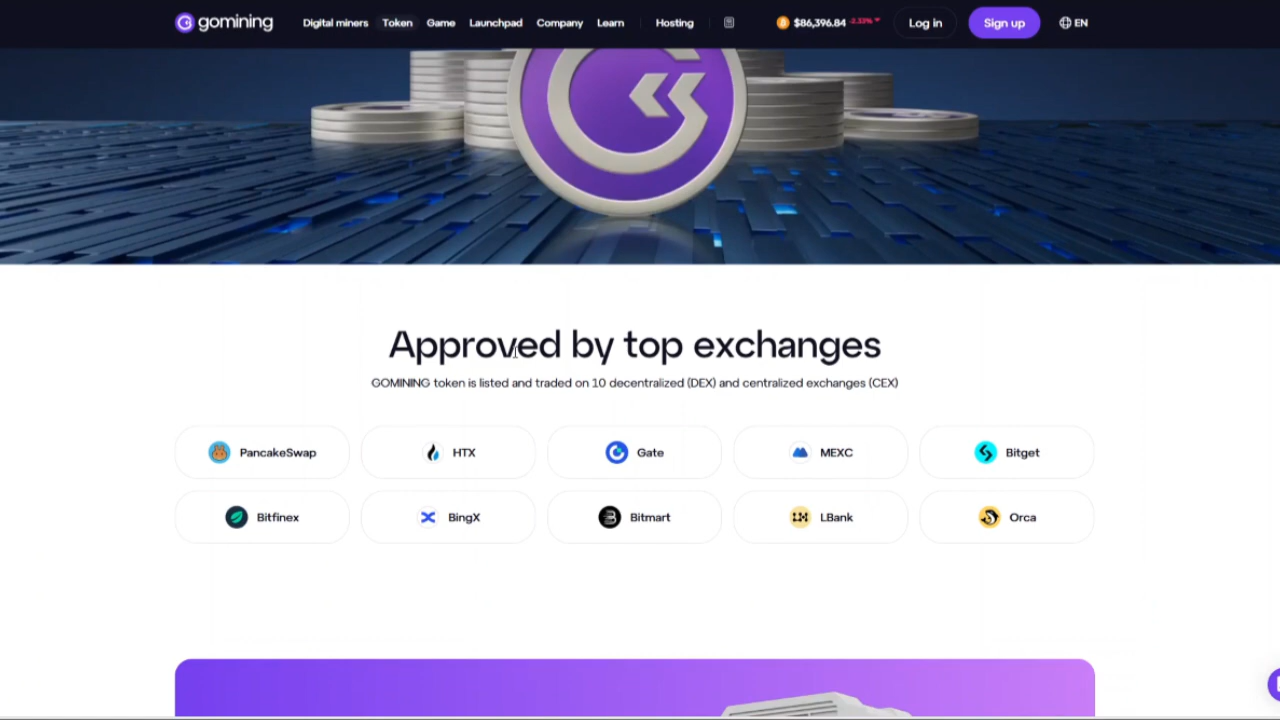 gomining Digital miners Token Game Launchpad Company Learn Hosting $86,396.84 -2.33% Log in Sign up EN
Approved by top exchanges
GOMINING token is listed and traded on 10 decentralized (DEX) and centralized exchanges (CEX)
PancakeSwap HTX Gate MEXC Bitget
Bitfinex BingX Bitmart LBank Orca